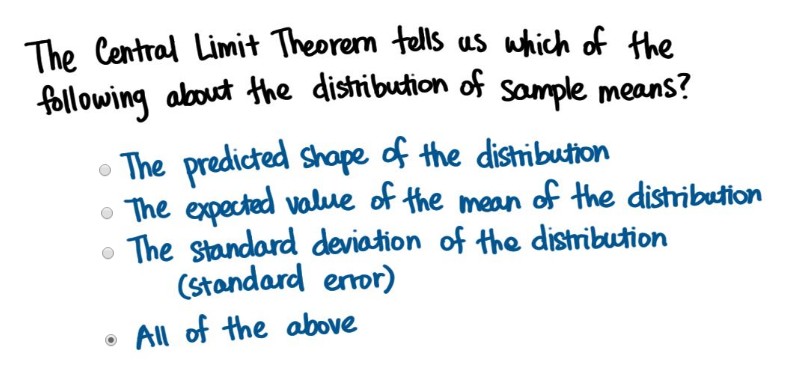 The Central Limit Theorem tells us which of the
following about the distribution of sample means?
The predicted shape of the distribution
The expected value of the mean of the distribution
The standard deviation of the distribution
(standard error)
All of the above